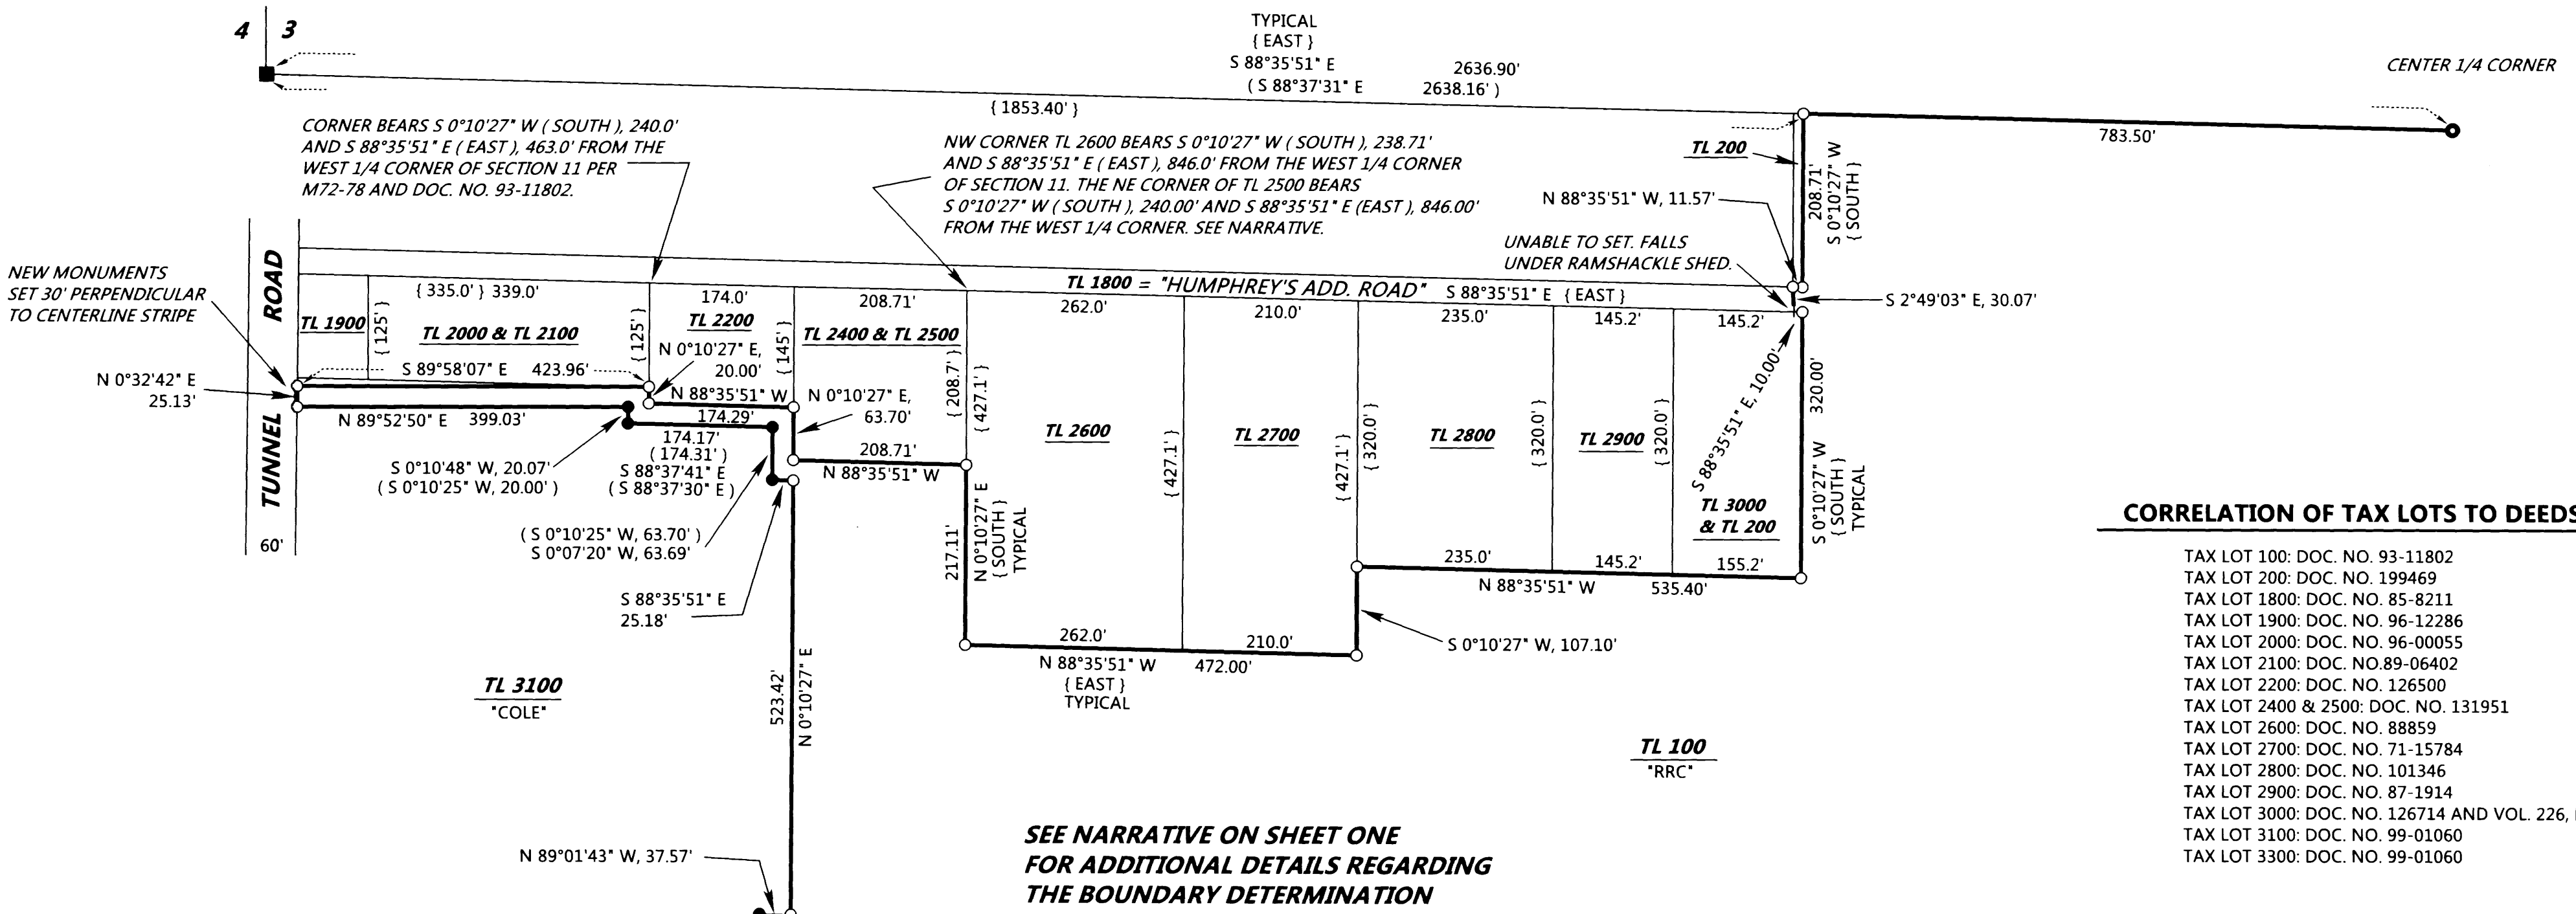 4 3
TYPICAL
{ EAST }
S 88°35'51" E 2636.90'
( S 88°37'31" E 2638.16' )
{ 1853.40' }
CENTER 1/4 CORNER
783.50'
CORNER BEARS S 0°10'27" W ( SOUTH ), 240.0'
AND S 88°35'51" E ( EAST ), 463.0' FROM THE
WEST 1/4 CORNER OF SECTION 11 PER
M72-78 AND DOC. NO. 93-11802.
NW CORNER TL 2600 BEARS S 0°10'27" W ( SOUTH ), 238.71'
AND S 88°35'51" E ( EAST ), 846.0' FROM THE WEST 1/4 CORNER
OF SECTION 11. THE NE CORNER OF TL 2500 BEARS
S 0°10'27" W ( SOUTH ), 240.00' AND S 88°35'51" E (EAST ), 846.00'
FROM THE WEST 1/4 CORNER. SEE NARRATIVE.
TL 200
N 88°35'51" W, 11.57'
208.71'
S 0°10'27" W
{ SOUTH }
UNABLE TO SET. FALLS
UNDER RAMSHACKLE SHED.
S 2°49'03" E, 30.07'
NEW MONUMENTS
SET 30' PERPENDICULAR
TO CENTERLINE STRIPE
TUNNEL ROAD
60'
TL 1800 = "HUMPHREY'S ADD. ROAD" S 88°35'51" E { EAST }
{ 335.0' } 339.0'
174.0'
208.71'
262.0'
210.0'
235.0'
145.2'
145.2'
TL 1900
{ 125' }
TL 2000 & TL 2100
{ 125' }
TL 2200
{ 145' }
TL 2400 & TL 2500
{ 208.7' }
{ 427.1' }
N 0°10'27" E,
20.00'
S 89°58'07" E 423.96'
N 0°32'42" E
25.13'
N 89°52'50" E 399.03'
N 88°35'51" W
174.29'
174.17'
( 174.31' )
S 88°37'41" E
( S 88°37'30" E )
N 0°10'27" E,
63.70'
208.71'
N 88°35'51" W
S 0°10'48" W, 20.07'
( S 0°10'25" W, 20.00' )
( S 0°10'25" W, 63.70' )
S 0°07'20" W, 63.69'
S 88°35'51" E
25.18'
TL 2600
{ 427.1' }
TL 2700
{ 427.1' }
{ 320.0' }
TL 2800
{ 320.0' }
TL 2900
{ 320.0' }
S 88°35'51" E, 10.00'
TL 3000
& TL 200
320.00'
S 0°10'27" W
{ SOUTH }
TYPICAL
217.11'
N 0°10'27" E
{ SOUTH }
TYPICAL
235.0'
145.2'
155.2'
N 88°35'51" W 535.40'
262.0'
210.0'
N 88°35'51" W 472.00'
{ EAST }
TYPICAL
S 0°10'27" W, 107.10'
TL 3100
"COLE"
523.42'
N 0°10'27" E
TL 100
"RRC"
N 89°01'43" W, 37.57'
SEE NARRATIVE ON SHEET ONE
FOR ADDITIONAL DETAILS REGARDING
THE BOUNDARY DETERMINATION
CORRELATION OF TAX LOTS TO DEEDS
TAX LOT 100: DOC. NO. 93-11802
TAX LOT 200: DOC. NO. 199469
TAX LOT 1800: DOC. NO. 85-8211
TAX LOT 1900: DOC. NO. 96-12286
TAX LOT 2000: DOC. NO. 96-00055
TAX LOT 2100: DOC. NO.89-06402
TAX LOT 2200: DOC. NO. 126500
TAX LOT 2400 & 2500: DOC. NO. 131951
TAX LOT 2600: DOC. NO. 88859
TAX LOT 2700: DOC. NO. 71-15784
TAX LOT 2800: DOC. NO. 101346
TAX LOT 2900: DOC. NO. 87-1914
TAX LOT 3000: DOC. NO. 126714 AND VOL. 226,
TAX LOT 3100: DOC. NO. 99-01060
TAX LOT 3300: DOC. NO. 99-01060